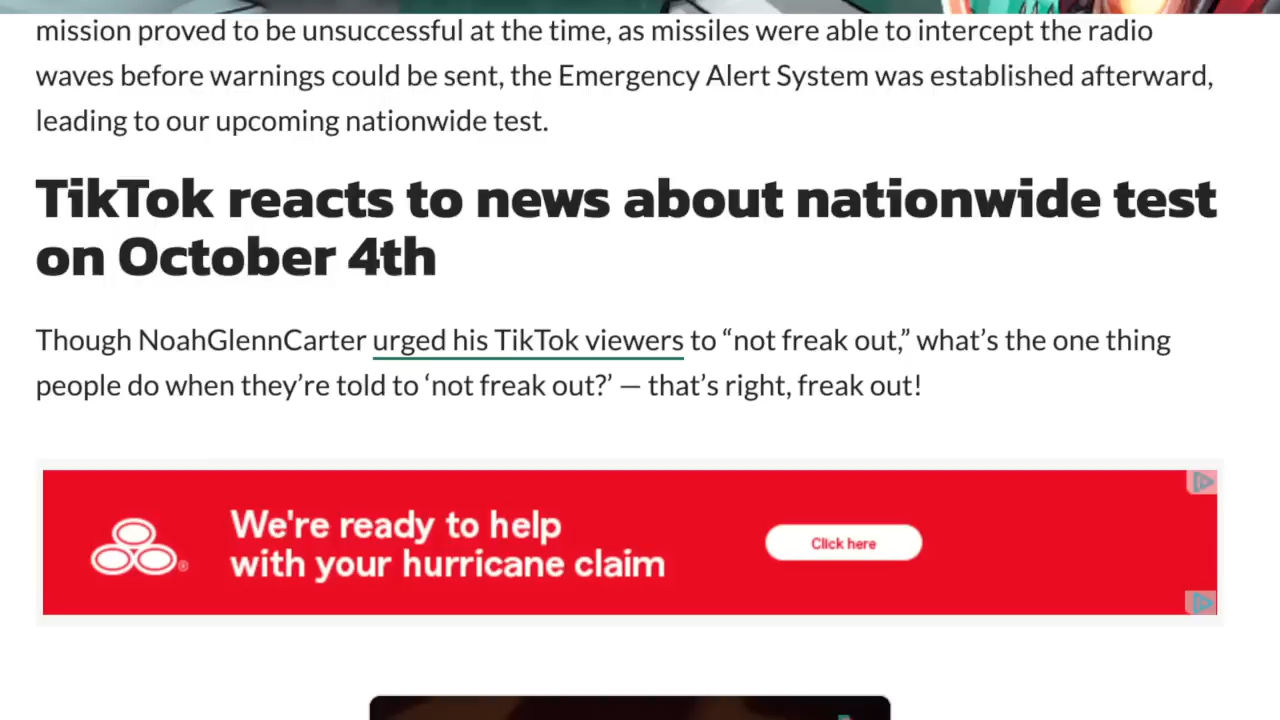 mission proved to be unsuccessful at the time, as missiles were able to intercept the radio
waves before warnings could be sent, the Emergency Alert System was established afterward,
leading to our upcoming nationwide test.
TikTok reacts to news about nationwide test
on October 4th
Though NoahGlennCarter urged his TikTok viewers to “not freak out,” what’s the one thing
people do when they’re told to ‘not freak out?’ — that’s right, freak out!
We're ready to help
with your hurricane claim
Click here